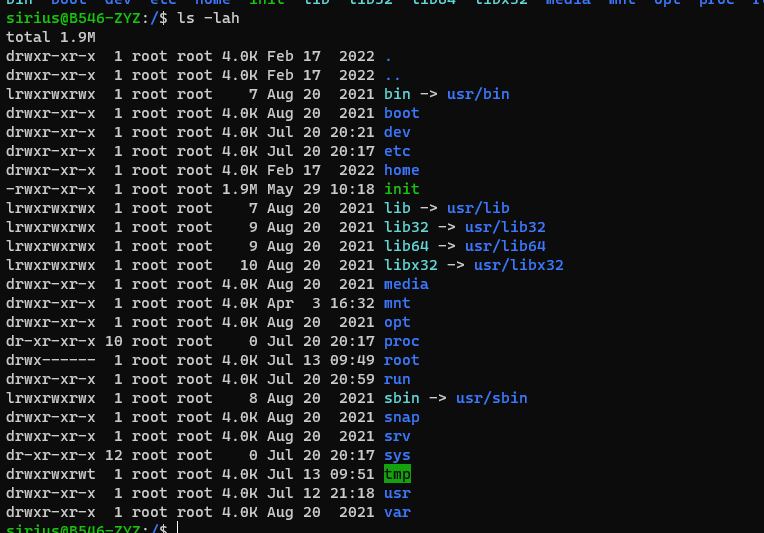 bin boot dev etc home init lib lib32 lib64 libx32 media mnt opt proc
sirius@B546-ZYZ:/$ ls -lah
total 1.9M
drwxr-xr-x  1 root root 4.0K Feb 17  2022 .
drwxr-xr-x  1 root root 4.0K Feb 17  2022 ..
lrwxrwxrwx  1 root root    7 Aug 20  2021 bin -> usr/bin
drwxr-xr-x  1 root root 4.0K Aug 20  2021 boot
drwxr-xr-x  1 root root 4.0K Jul 20 20:21 dev
drwxr-xr-x  1 root root 4.0K Jul 20 20:17 etc
drwxr-xr-x  1 root root 4.0K Feb 17  2022 home
-rwxr-xr-x  1 root root 1.9M May 29 10:18 init
lrwxrwxrwx  1 root root    7 Aug 20  2021 lib -> usr/lib
lrwxrwxrwx  1 root root    9 Aug 20  2021 lib32 -> usr/lib32
lrwxrwxrwx  1 root root    9 Aug 20  2021 lib64 -> usr/lib64
lrwxrwxrwx  1 root root   10 Aug 20  2021 libx32 -> usr/libx32
drwxr-xr-x  1 root root 4.0K Aug 20  2021 media
drwxr-xr-x  1 root root 4.0K Apr  3 16:32 mnt
drwxr-xr-x  1 root root 4.0K Aug 20  2021 opt
dr-xr-xr-x 10 root root    0 Jul 20 20:17 proc
drwx------  1 root root 4.0K Jul 13 09:49 root
drwxr-xr-x  1 root root 4.0K Jul 20 20:59 run
lrwxrwxrwx  1 root root    8 Aug 20  2021 sbin -> usr/sbin
drwxr-xr-x  1 root root 4.0K Aug 20  2021 snap
drwxr-xr-x  1 root root 4.0K Aug 20  2021 srv
dr-xr-xr-x 12 root root    0 Jul 20 20:17 sys
drwxrwxrwt  1 root root 4.0K Jul 13 09:51 tmp
drwxr-xr-x  1 root root 4.0K Jul 12 21:18 usr
drwxr-xr-x  1 root root 4.0K Aug 20  2021 var
sirius@B546-ZYZ:/$